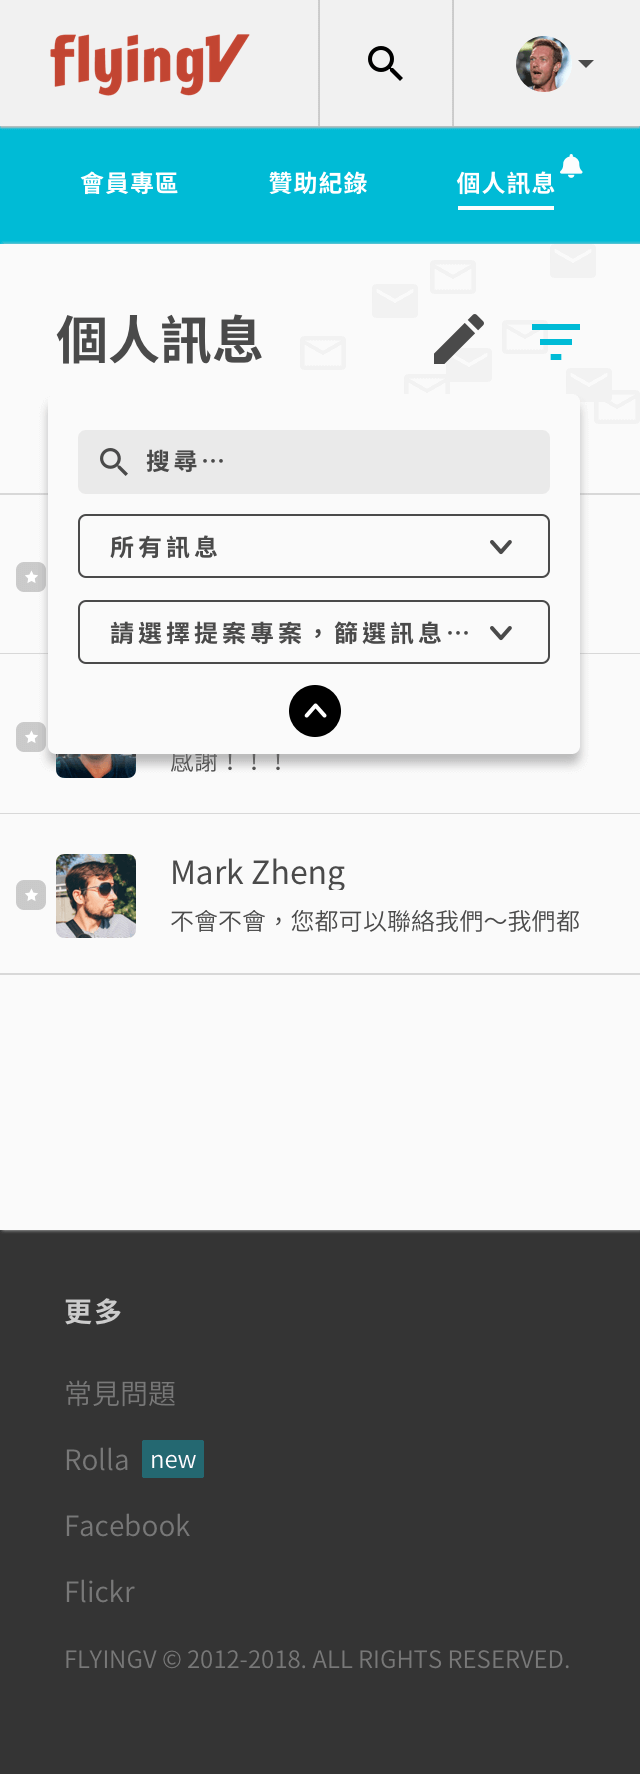 flyingV
會員專區
贊助紀錄
個人訊息
個人訊息
搜尋…
所有訊息
請選擇提案專案，篩選訊息…
感謝！！！
Mark Zheng
不會不會，您都可以聯絡我們～我們都
更多
常見問題
Rolla new
Facebook
Flickr
FLYINGV © 2012-2018. ALL RIGHTS RESERVED.